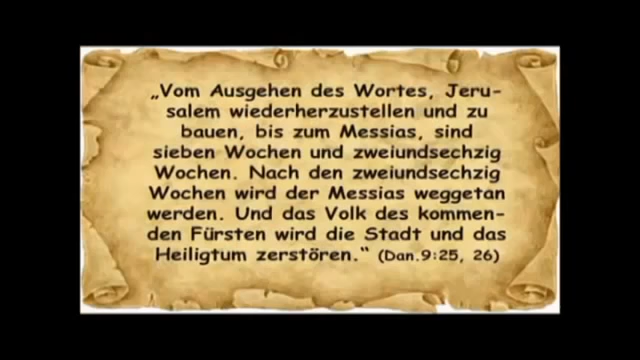 „Vom Ausgehen des Wortes, Jeru-
salem wiederherzustellen und zu
bauen, bis zum Messias, sind
sieben Wochen und zweiundsechzig
Wochen. Nach den zweiundsechzig
Wochen wird der Messias weggetan
werden. Und das Volk des kommen-
den Fürsten wird die Stadt und das
Heiligtum zerstören.“ (Dan.9:25, 26)